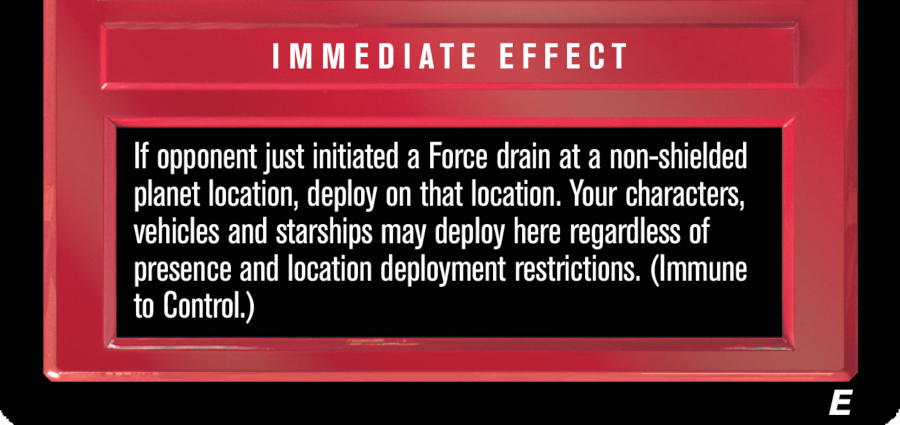 IMMEDIATE EFFECT
If opponent just initiated a Force drain at a non-shielded
planet location, deploy on that location. Your characters,
vehicles and starships may deploy here regardless of
presence and location deployment restrictions. (Immune
to Control.)
E